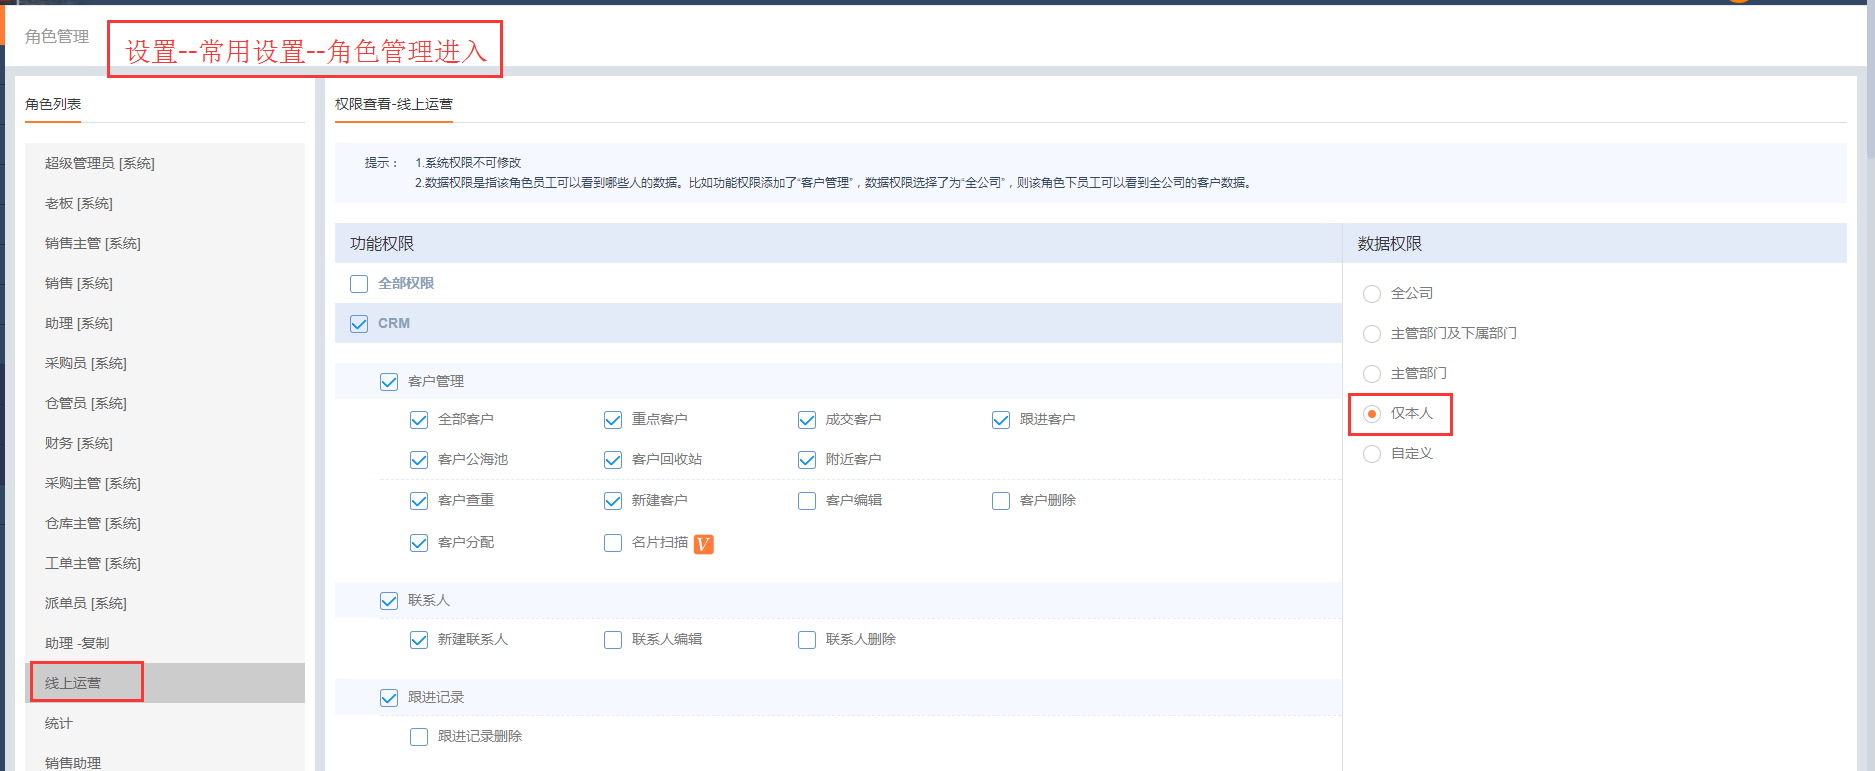 角色管理
设置--常用设置--角色管理进入
角色列表
超级管理员 [系统]
老板 [系统]
销售主管 [系统]
销售 [系统]
助理 [系统]
采购员 [系统]
仓管员 [系统]
财务 [系统]
采购主管 [系统]
仓库主管 [系统]
工单主管 [系统]
派单员 [系统]
助理 -复制
线上运营
统计
销售助理
权限查看-线上运营
提示： 1.系统权限不可修改
2.数据权限是指该角色员工可以看到哪些人的数据。比如功能权限添加了“客户管理”，数据权限选择了为“全公司”，则该角色下员工可以看到全公司的客户数据。
功能权限
全部权限
CRM
客户管理
全部客户 重点客户 成交客户 跟进客户
客户公海池 客户回收站 附近客户
客户查重 新建客户 客户编辑 客户删除
客户分配 名片扫描 V
联系人
新建联系人 联系人编辑 联系人删除
跟进记录
跟进记录删除
数据权限
全公司
主管部门及下属部门
主管部门
仅本人
自定义